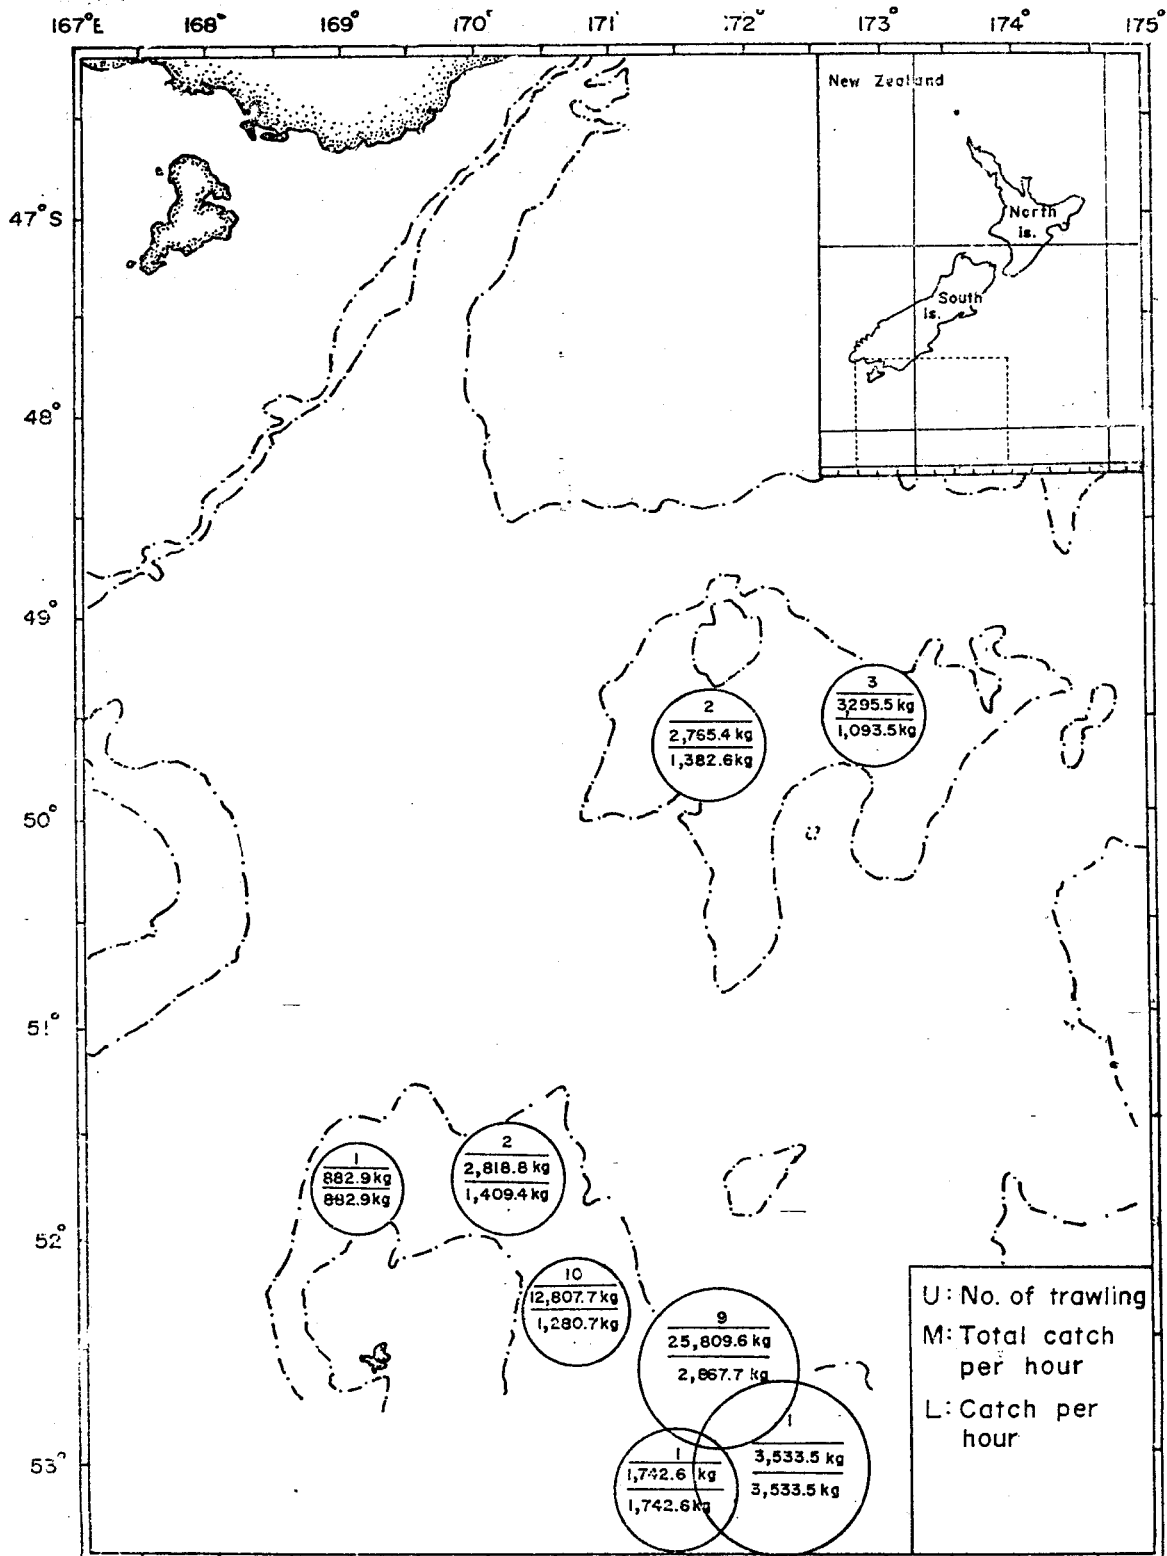 167°E 168° 169° 170° 171° 172° 173° 174° 175°
New Zealand
North
Is.
South
Is.
47°S
48°
49°
50°
51°
52°
53°
2
2,765.4 kg
1,382.6 kg
3
3,295.5 kg
1,093.5 kg
1
882.9 kg
882.9 kg
2
2,818.8 kg
1,409.4 kg
10
12,807.7 kg
1,280.7 kg
9
25,809.6 kg
2,867.7 kg
1
3,533.5 kg
3,533.5 kg
1
1,742.6 kg
1,742.6 kg
U: No. of trawling
M: Total catch
per hour
L: Catch per
hour